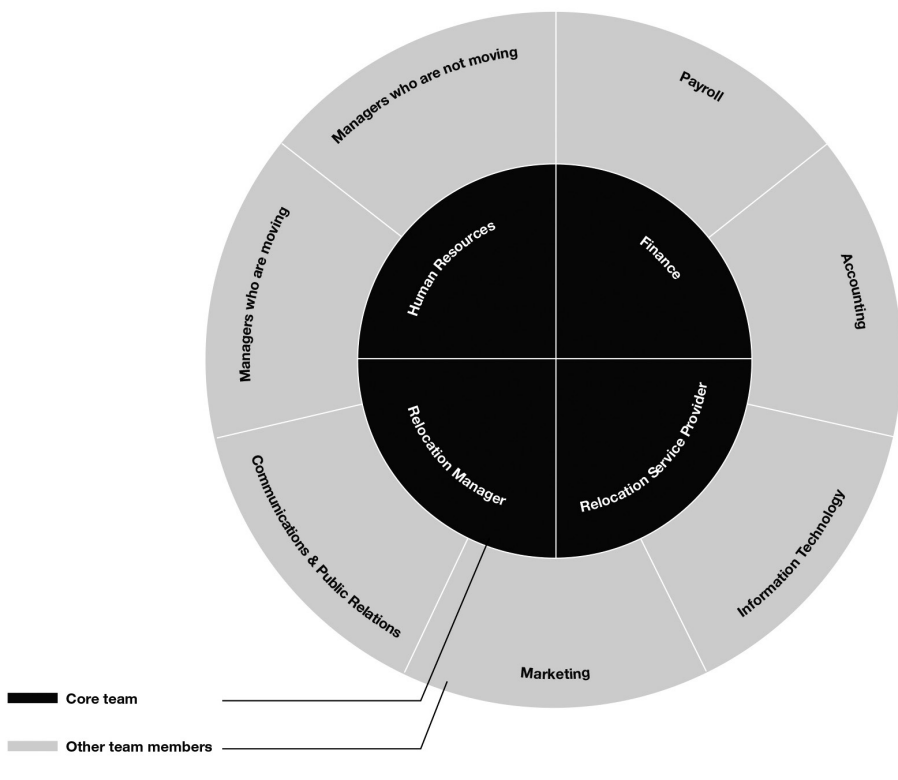 Managers who are not moving
Payroll
Managers who are moving
Human Resources
Finance
Accounting
Relocation Manager
Relocation Service Provider
Communications & Public Relations
Information Technology
Marketing
Core team
Other team members